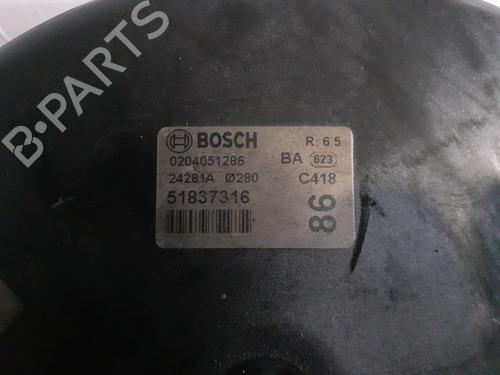 BOSCH R: 6.5
0204051286 BA 623
24281A Ø280 C418
51837316
86
B-PARTS